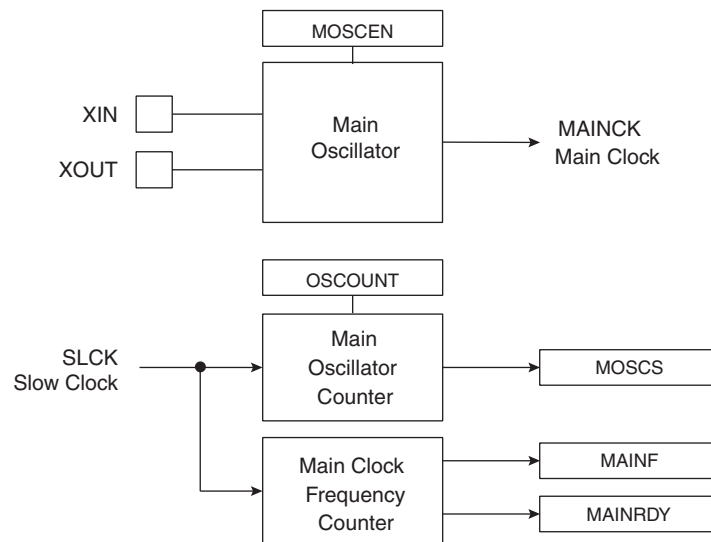 MOSCEN
XIN
XOUT
Main
Oscillator
MAINCK
Main Clock
OSCOUNT
SLCK
Slow Clock
Main
Oscillator
Counter
MOSCS
Main Clock
Frequency
Counter
MAINF
MAINRDY